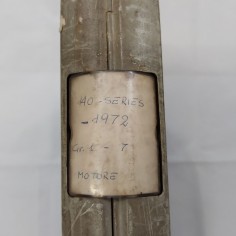 HO-SERIES
-1972
- T
MOTORE